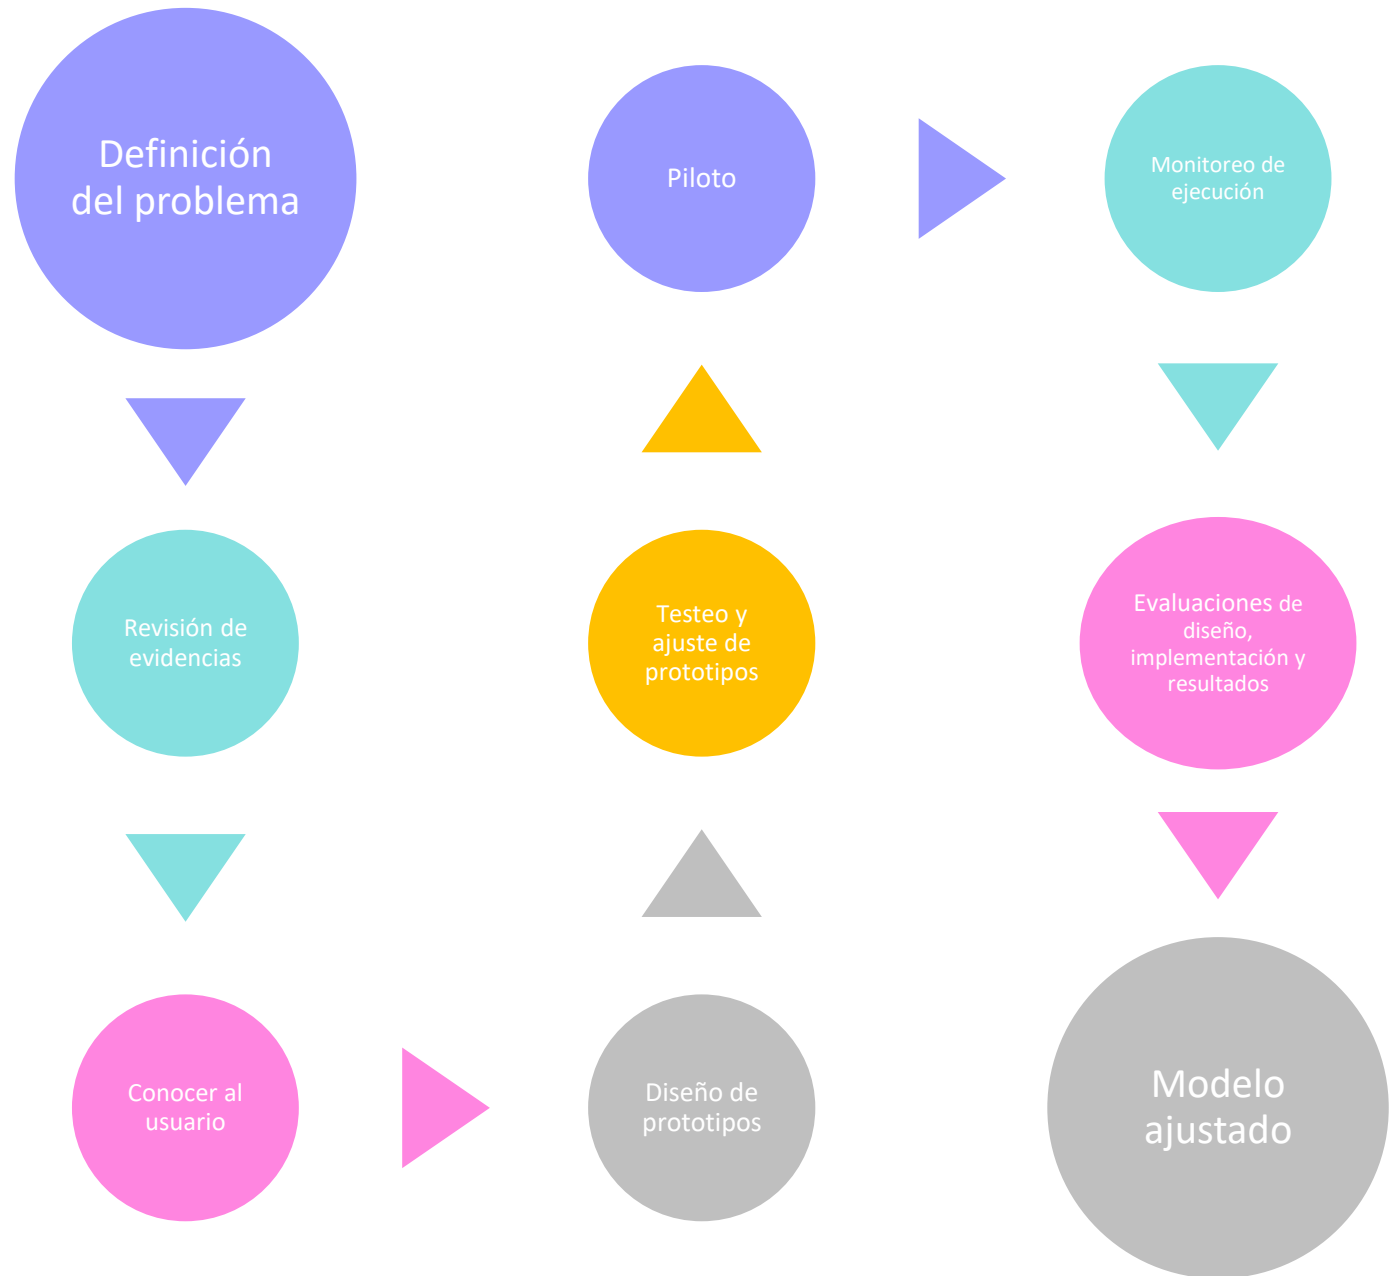 Definición
del problema
Revisión de
evidencias
Conocer al
usuario
Diseño de
prototipos
Testeo y
ajuste de
prototipos
Piloto
Monitoreo de
ejecución
Evaluaciones de
diseño,
implementación y
resultados
Modelo
ajustado